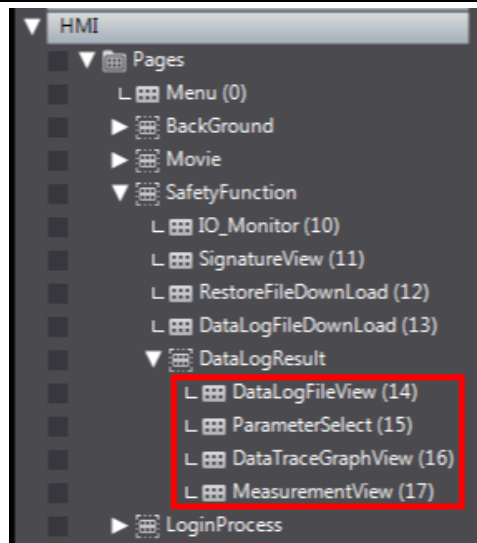 HMI
Pages
Menu (0)
BackGround
Movie
SafetyFunction
IO_Monitor (10)
SignatureView (11)
RestoreFileDownLoad (12)
DataLogFileDownLoad (13)
DataLogResult
DataLogFileView (14)
ParameterSelect (15)
DataTraceGraphView (16)
MeasurementView (17)
LoginProcess